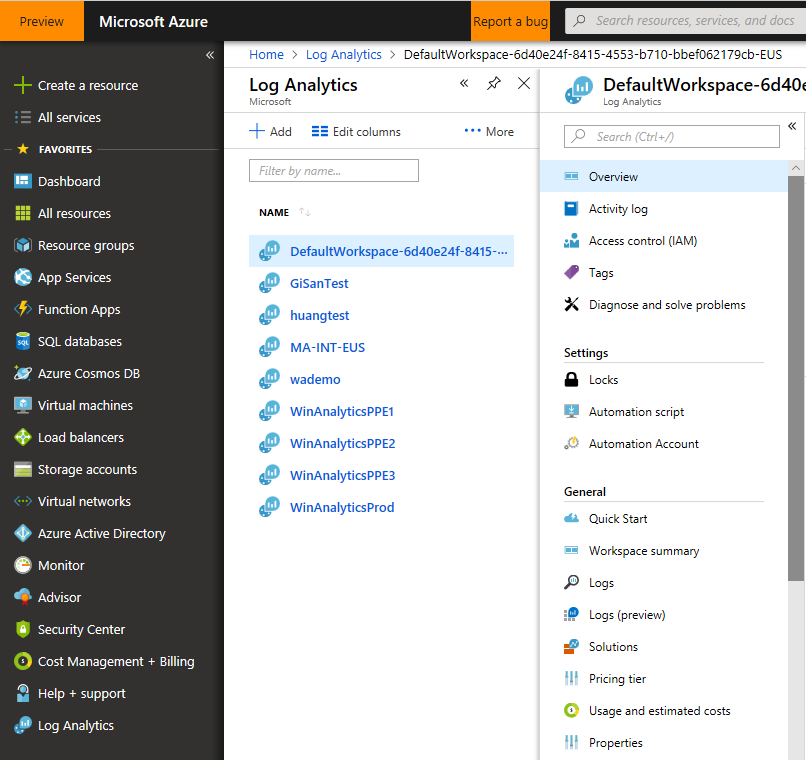 Preview
Microsoft Azure
Report a bug
Search resources, services, and docs
Create a resource
All services
FAVORITES
Dashboard
All resources
Resource groups
App Services
Function Apps
SQL databases
Azure Cosmos DB
Virtual machines
Load balancers
Storage accounts
Virtual networks
Azure Active Directory
Monitor
Advisor
Security Center
Cost Management + Billing
Help + support
Log Analytics
Home > Log Analytics > DefaultWorkspace-6d40e24f-8415-4553-b710-bbef062179cb-EUS
Log Analytics
Microsoft
Add
Edit columns
More
Filter by name...
NAME
DefaultWorkspace-6d40e24f-8415-...
GiSanTest
huangtest
MA-INT-EUS
wademo
WinAnalyticsPPE1
WinAnalyticsPPE2
WinAnalyticsPPE3
WinAnalyticsProd
DefaultWorkspace-6d40e
Log Analytics
Search (Ctrl+/)
Overview
Activity log
Access control (IAM)
Tags
Diagnose and solve problems
Settings
Locks
Automation script
Automation Account
General
Quick Start
Workspace summary
Logs
Logs (preview)
Solutions
Pricing tier
Usage and estimated costs
Properties